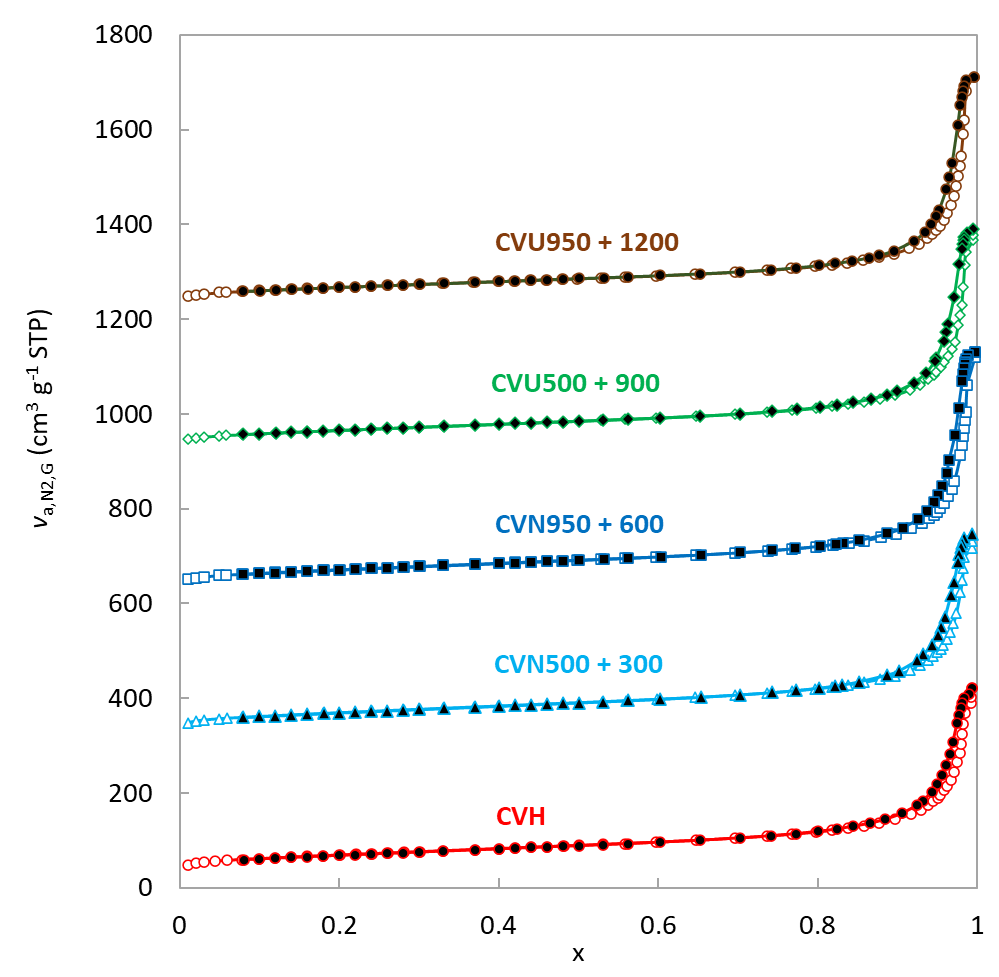 1800
1600
1400
1200
1000
800
600
400
200
0
v a,N2,G (cm³ g⁻¹ STP)
CVU950 + 1200
CVU500 + 900
CVN950 + 600
CVN500 + 300
CVH
0 0.2 0.4 0.6 0.8 1
x